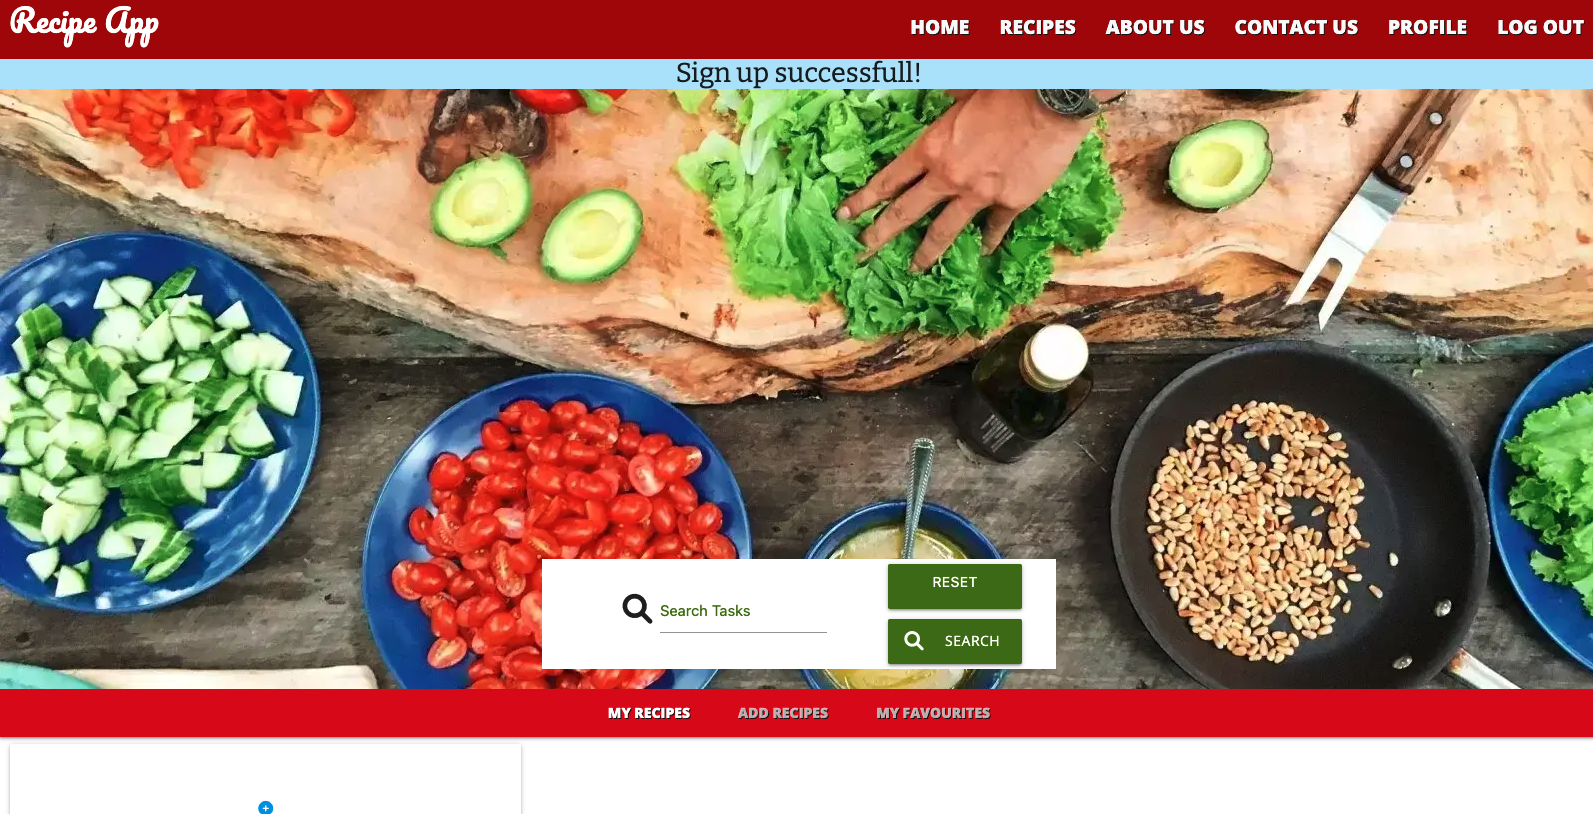 Recipe App
HOME RECIPES ABOUT US CONTACT US PROFILE LOG OUT
Sign up successfull!
RESET
Search Tasks
SEARCH
MY RECIPES ADD RECIPES MY FAVOURITES